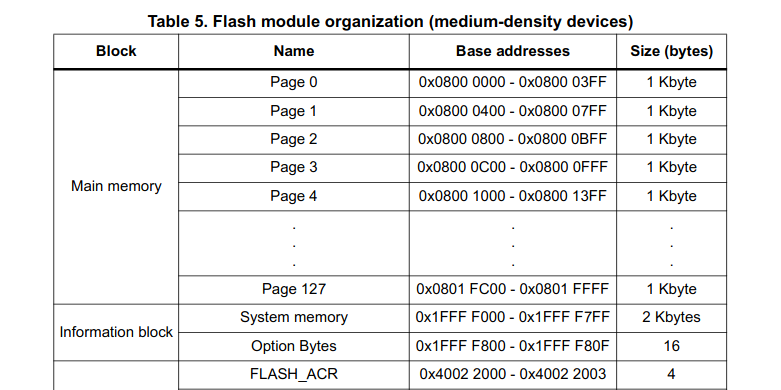 Table 5. Flash module organization (medium-density devices)
Block Name Base addresses Size (bytes)
Page 0 0x0800 0000 - 0x0800 03FF 1 Kbyte
Page 1 0x0800 0400 - 0x0800 07FF 1 Kbyte
Page 2 0x0800 0800 - 0x0800 0BFF 1 Kbyte
Page 3 0x0800 0C00 - 0x0800 0FFF 1 Kbyte
Main memory
Page 4 0x0800 1000 - 0x0800 13FF 1 Kbyte
. . .
. . .
. . .
Page 127 0x0801 FC00 - 0x0801 FFFF 1 Kbyte
Information block
System memory 0x1FFF F000 - 0x1FFF F7FF 2 Kbytes
Option Bytes 0x1FFF F800 - 0x1FFF F80F 16
FLASH_ACR 0x4002 2000 - 0x4002 2003 4